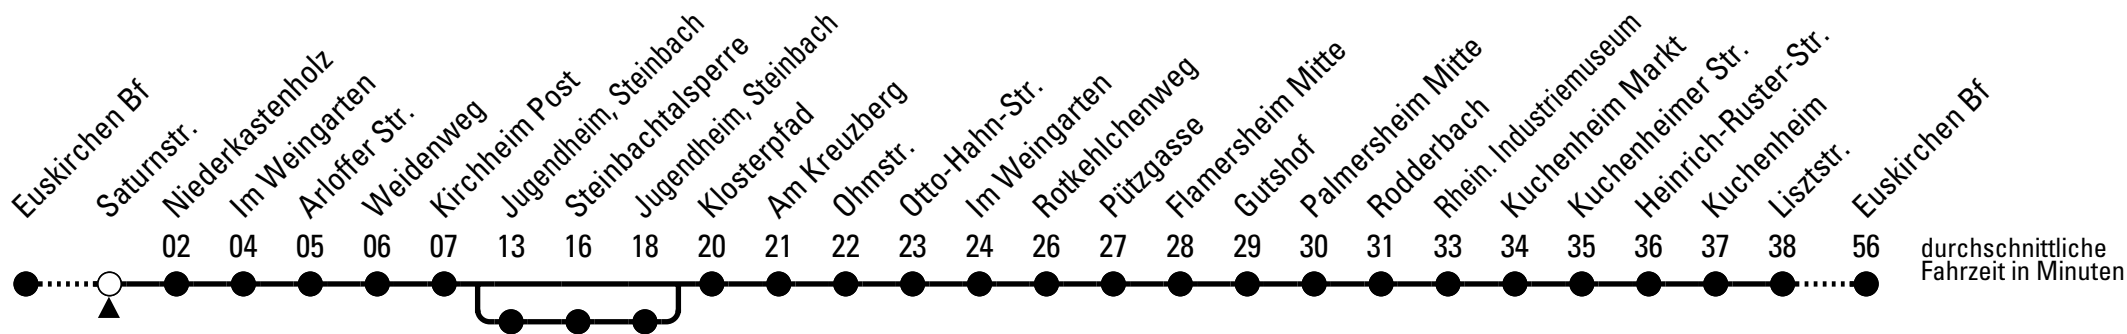 Euskirchen Bf
Saturnstr.
Niederkastenholz
Im Weingarten
Arloffer Str.
Weidenweg
Kirchheim Post
Jugendheim, Steinbach
Steinbachtalsperre
Jugendheim, Steinbach
Klosterpfad
Am Kreuzberg
Ohmstr.
Otto-Hahn-Str.
Im Weingarten
Rotkehlchenweg
Pützgasse
Flamersheim Mitte
Gutshof
Palmersheim Mitte
Rodderbach
Rhein. Industriemuseum
Kuchenheim Markt
Kuchenheimer Str.
Heinrich-Ruster-Str.
Kuchenheim
Lisztstr.
Euskirchen Bf
02 04 05 06 07 13 16 18 20 21 22 23 24 26 27 28 29 30 31 33 34 35 36 37 38 56
durchschnittliche
Fahrzeit in Minuten